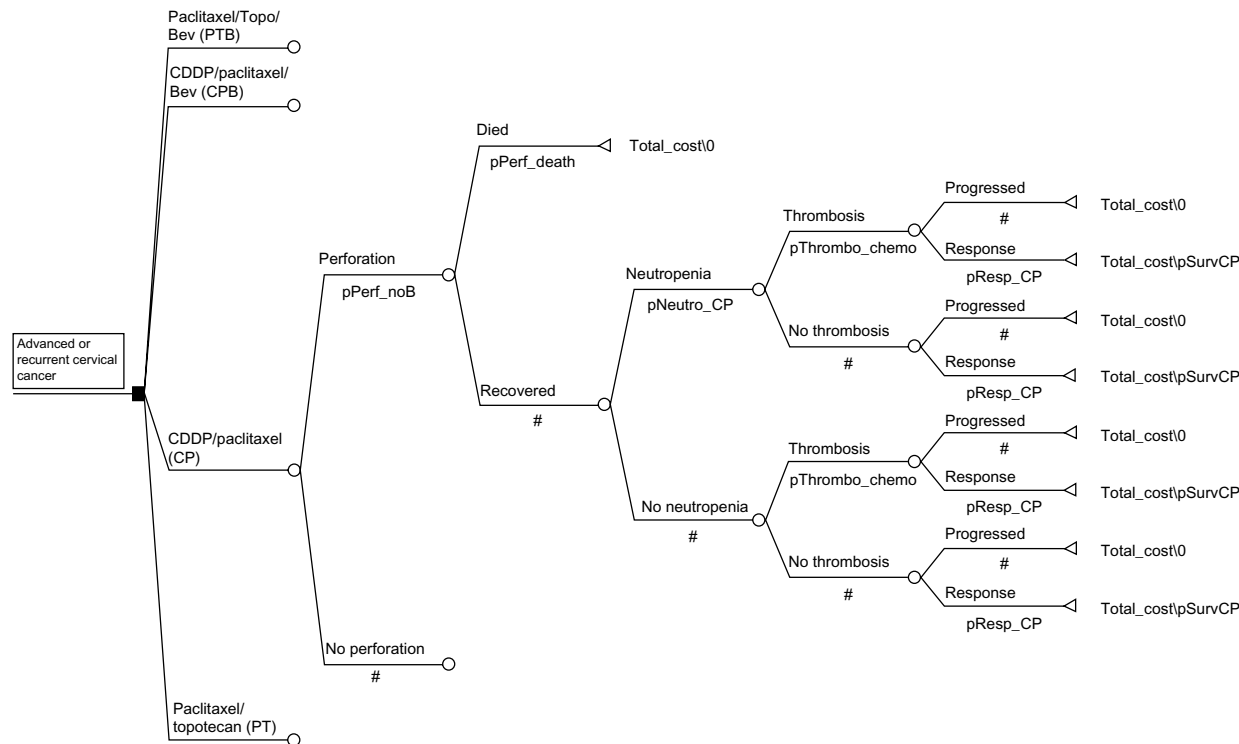 Paclitaxel/Topo/
Bev (PTB)
CDDP/paclitaxel/
Bev (CPB)
Died
pPerf_death
Total_cost\0
Progressed
#
Total_cost\0
Thrombosis
pThrombo_chemo
Response
pResp_CP
Total_cost\pSurvCP
Perforation
pPerf_noB
Neutropenia
pNeutro_CP
Progressed
#
Total_cost\0
No thrombosis
#
Response
pResp_CP
Total_cost\pSurvCP
Advanced or
recurrent cervical
cancer
Recovered
#
CDDP/paclitaxel
(CP)
Progressed
#
Total_cost\0
Thrombosis
pThrombo_chemo
Response
pResp_CP
Total_cost\pSurvCP
No neutropenia
#
Progressed
#
Total_cost\0
No thrombosis
#
Response
pResp_CP
Total_cost\pSurvCP
No perforation
#
Paclitaxel/
topotecan (PT)